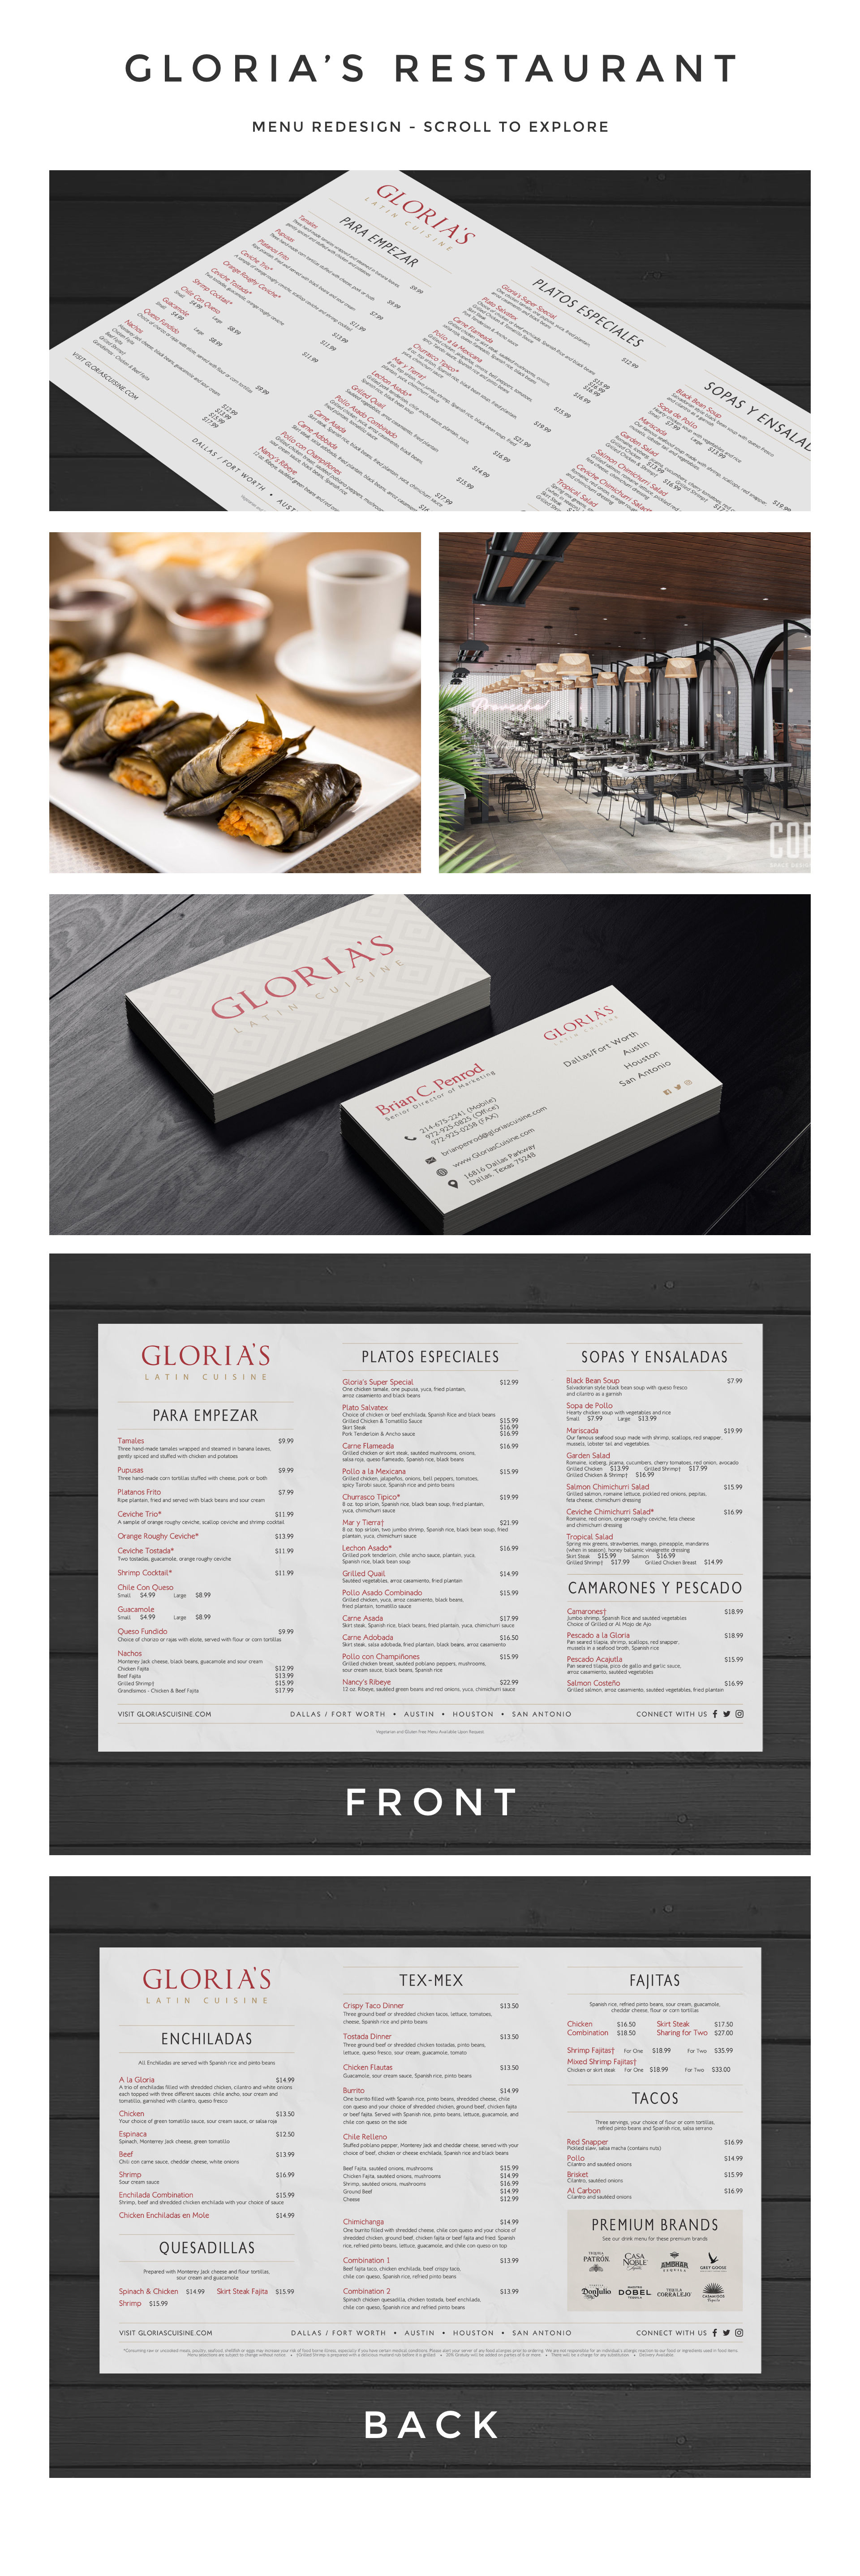 GLORIA'S RESTAURANT
MENU REDESIGN - SCROLL TO EXPLORE
GLORIA'S
LATIN CUISINE
PARA EMPEZAR
PLATOS ESPECIALES
SOPAS Y ENSALAD
VISIT GLORIASCUISINE.COM
DALLAS / FORT WORTH • AUST
Provecho
GLORIA'S
LATIN CUISINE
GLORIA'S
LATIN CUISINE
Brian C. Penrod
Senior Director of Marketing
214-675-2241 (Mobile)
972-925-0825 (Office)
972-925-0258 (FAX)
brianpenrod@gloriascuisine.com
www.GloriasCuisine.com
16816 Dallas Parkway
Dallas, Texas 75248
Dallas/Fort Worth
Austin
Houston
San Antonio
GLORIA'S
LATIN CUISINE
PARA EMPEZAR
Tamales $9.99
Three hand-made tamales wrapped and steamed in banana leaves,
gently spiced and stuffed with chicken and potatoes
Pupusas $9.99
Three hand-made corn tortillas stuffed with cheese, pork or both
Platanos Frito $7.99
Ripe plantain, fried and served with black beans and sour cream
Ceviche Trio* $11.99
A sample of orange roughy ceviche, scallop ceviche and shrimp cocktail
Orange Roughy Ceviche* $13.99
Ceviche Tostada* $11.99
Two tostadas, guacamole, orange roughy ceviche
Shrimp Cocktail* $11.99
Chile Con Queso
Small $4.99 Large $8.99
Guacamole
Small $4.99 Large $8.99
Queso Fundido $9.99
Choice of chorizo or rajas with elote, served with flour or corn tortillas
Nachos
Monterey Jack cheese, black beans, guacamole and sour cream
Chicken Fajita $12.99
Beef Fajita $13.99
Grilled Shrimp† $15.99
Grandísimos - Chicken & Beef Fajita $17.99
PLATOS ESPECIALES
Gloria's Super Special $12.99
One chicken tamale, one pupusa, yuca, fried plantain,
arroz casamiento and black beans
Plato Salvatex
Choice of chicken or beef enchilada, Spanish Rice and black beans
Grilled Chicken & Tomatillo Sauce $15.99
Skirt Steak $16.99
Pork Tenderloin & Ancho sauce $16.99
Carne Flameada $16.99
Grilled chicken or skirt steak, sautéed mushrooms, onions,
salsa roja, queso flameado, Spanish rice, black beans
Pollo a la Mexicana $15.99
Grilled chicken, jalapeños, onions, bell peppers, tomatoes,
spicy Tarasto sauce, Spanish rice and pinto beans
Churrasco Tipico* $19.99
8 oz. top sirloin, Spanish rice, black bean soup, fried plantain,
yuca, chimichurri sauce
Mar y Tierra† $21.99
8 oz. top sirloin, two jumbo shrimp, Spanish rice, black bean soup, fried
plantain, yuca, chimichurri sauce
Lechon Asado* $16.99
Grilled pork tenderloin, chile ancho sauce, plantain, yuca,
Spanish rice, black bean soup
Grilled Quail $14.99
Sautéed vegetables, arroz casamiento, fried plantain
Pollo Asado Combinado $15.99
Grilled chicken, yuca, arroz casamiento, black beans,
fried plantain, tomatillo sauce
Carne Asada $17.99
Skirt steak, Spanish rice, black beans, fried plantain, yuca, chimichurri sauce
Carne Adobada $16.50
Skirt steak, salsa adobada, fried plantain, black beans, arroz casamiento
Pollo con Champiñones $15.99
Grilled chicken breast, sautéed poblano peppers, mushrooms,
sour cream sauce, black beans, Spanish rice
Nancy's Ribeye $22.99
12 oz. Ribeye, sautéed green beans and red onions, yuca, chimichurri sauce
SOPAS Y ENSALADAS
Black Bean Soup $7.99
Salvadorian style black bean soup with queso fresco
and cilantro as a garnish
Sopa de Pollo
Hearty chicken soup with vegetables and rice
Small $7.99 Large $13.99
Mariscada $19.99
Our famous seafood soup made with shrimp, scallops, red snapper,
mussels, lobster tail and vegetables
Garden Salad
Romaine, iceberg, jicama, cucumbers, cherry tomatoes, red onion, avocado
Grilled Chicken $13.99 Grilled Shrimp† $17.99
Grilled Chicken & Shrimp† $16.99
Salmon Chimichurri Salad $15.99
Grilled salmon, romaine lettuce, pickled red onions, pepitas,
feta cheese, chimichurri dressing
Ceviche Chimichurri Salad* $16.99
Romaine, red onion, orange roughy ceviche, feta cheese
and chimichurri dressing
Tropical Salad
Spring mix greens, strawberries, mango, pineapple, mandarins
(when in season), honey balsamic vinaigrette dressing
Skirt Steak $15.99 Salmon $16.99
Grilled Shrimp† $17.99 Grilled Chicken Breast $14.99
CAMARONES Y PESCADO
Camarones† $18.99
Jumbo shrimp, Spanish Rice and sautéed vegetables
Choice of Grilled or Al Mojo de Ajo
Pescado a la Gloria $18.99
Pan seared tilapia, shrimp, scallops, red snapper,
mussels in a seafood broth, Spanish rice
Pescado Acajutla $15.99
Pan seared tilapia, pico de gallo and garlic sauce,
arroz casamiento, sautéed vegetables
Salmon Costeño $16.99
Grilled salmon, arroz casamiento, sautéed vegetables, fried plantain
VISIT GLORIASCUISINE.COM DALLAS / FORT WORTH • AUSTIN • HOUSTON • SAN ANTONIO CONNECT WITH US
Vegetarian and Gluten Free Menu Available Upon Request
FRONT
GLORIA'S
LATIN CUISINE
ENCHILADAS
All Enchiladas are served with Spanish rice and pinto beans
A la Gloria $14.99
A trio of enchiladas filled with shredded chicken, cilantro and white onions
each topped with three different sauces: chile ancho, sour cream and
tomatillo, garnished with cilantro, queso fresco
Chicken $13.50
Your choice of green tomatillo sauce, sour cream sauce, or salsa roja
Espinaca $12.50
Spinach, Monterrey Jack cheese, green tomatillo
Beef $13.99
Chili con carne sauce, cheddar cheese, white onions
Shrimp $16.99
Sour cream sauce
Enchilada Combination $15.99
Shrimp, beef and shredded chicken enchilada with your choice of sauce
Chicken Enchiladas en Mole $14.99
QUESADILLAS
Prepared with Monterey Jack cheese and flour tortillas,
sour cream and guacamole
Spinach & Chicken $14.99 Skirt Steak Fajita $15.99
Shrimp $15.99
TEX-MEX
Crispy Taco Dinner $13.50
Three ground beef or shredded chicken tacos, lettuce, tomatoes,
cheese, Spanish rice and pinto beans
Tostada Dinner $13.50
Three ground beef or shredded chicken tostadas, pinto beans,
lettuce, queso fresco, sour cream, guacamole, tomato
Chicken Flautas $13.50
Guacamole, sour cream sauce, Spanish rice, pinto beans
Burrito $14.99
One burrito filled with Spanish rice, pinto beans, shredded cheese, chile
con queso and your choice of shredded chicken, ground beef, chicken fajita
or beef fajita. Served with Spanish rice, pinto beans, lettuce, guacamole, and
chile con queso on the side
Chile Relleno
Stuffed poblano pepper, Monterey Jack and cheddar cheese, served with your
choice of beef, chicken or cheese enchilada, Spanish rice and black beans
Beef Fajita, sautéed onions, mushrooms $15.99
Chicken Fajita, sautéed onions, mushrooms $14.99
Shrimp, sautéed onions, mushrooms $16.99
Ground Beef $14.99
Cheese $12.99
Chimichanga $14.99
One burrito filled with shredded cheese, chile con queso and your choice of
shredded chicken, ground beef, chicken fajita or beef fajita and fried. Spanish
rice, refried pinto beans, lettuce, guacamole, and chile con queso on top
Combination 1 $13.99
Beef fajita taco, chicken enchilada, beef crispy taco,
chile con queso, Spanish rice, refried pinto beans
Combination 2 $13.99
Spinach chicken quesadilla, chicken tostada, beef enchilada,
chile con queso, Spanish rice and refried pinto beans
FAJITAS
Spanish rice, refried pinto beans, sour cream, guacamole,
cheddar cheese, flour or corn tortillas
Chicken $16.50 Skirt Steak $17.50
Combination $18.50 Sharing for Two $27.00
Shrimp Fajitas† For One $18.99 For Two $35.99
Mixed Shrimp Fajitas†
Chicken or skirt steak For One $18.99 For Two $33.00
TACOS
Three servings, your choice of flour or corn tortillas,
refried pinto beans and Spanish rice, salsa serrano
Red Snapper $16.99
Pickled slaw, salsa macha (contains nuts)
Pollo $14.99
Cilantro and sautéed onions
Brisket $15.99
Cilantro, sautéed onions
Al Carbon $16.99
Cilantro and sautéed onions
PREMIUM BRANDS
See our drink menu for these premium brands
PATRÓN
CASA NOBLE
AMBHAR
GREY GOOSE
DonJulio
DOBEL
CORRALEJO
CASAMIGOS
VISIT GLORIASCUISINE.COM DALLAS / FORT WORTH • AUSTIN • HOUSTON • SAN ANTONIO CONNECT WITH US
BACK